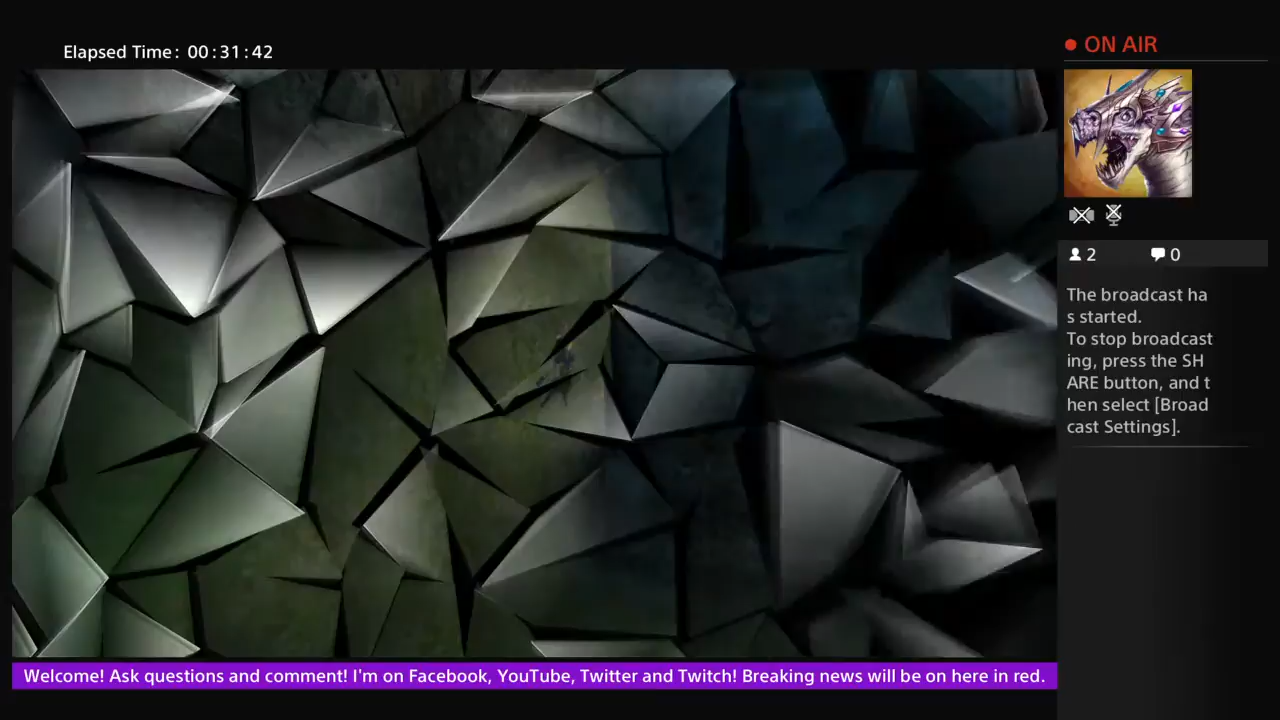 Elapsed Time: 00:31:42
ON AIR
2
0
The broadcast ha
s started.
To stop broadcast
ing, press the SH
ARE button, and t
hen select [Broad
cast Settings].
Welcome! Ask questions and comment! I'm on Facebook, YouTube, Twitter and Twitch! Breaking news will be on here in red.